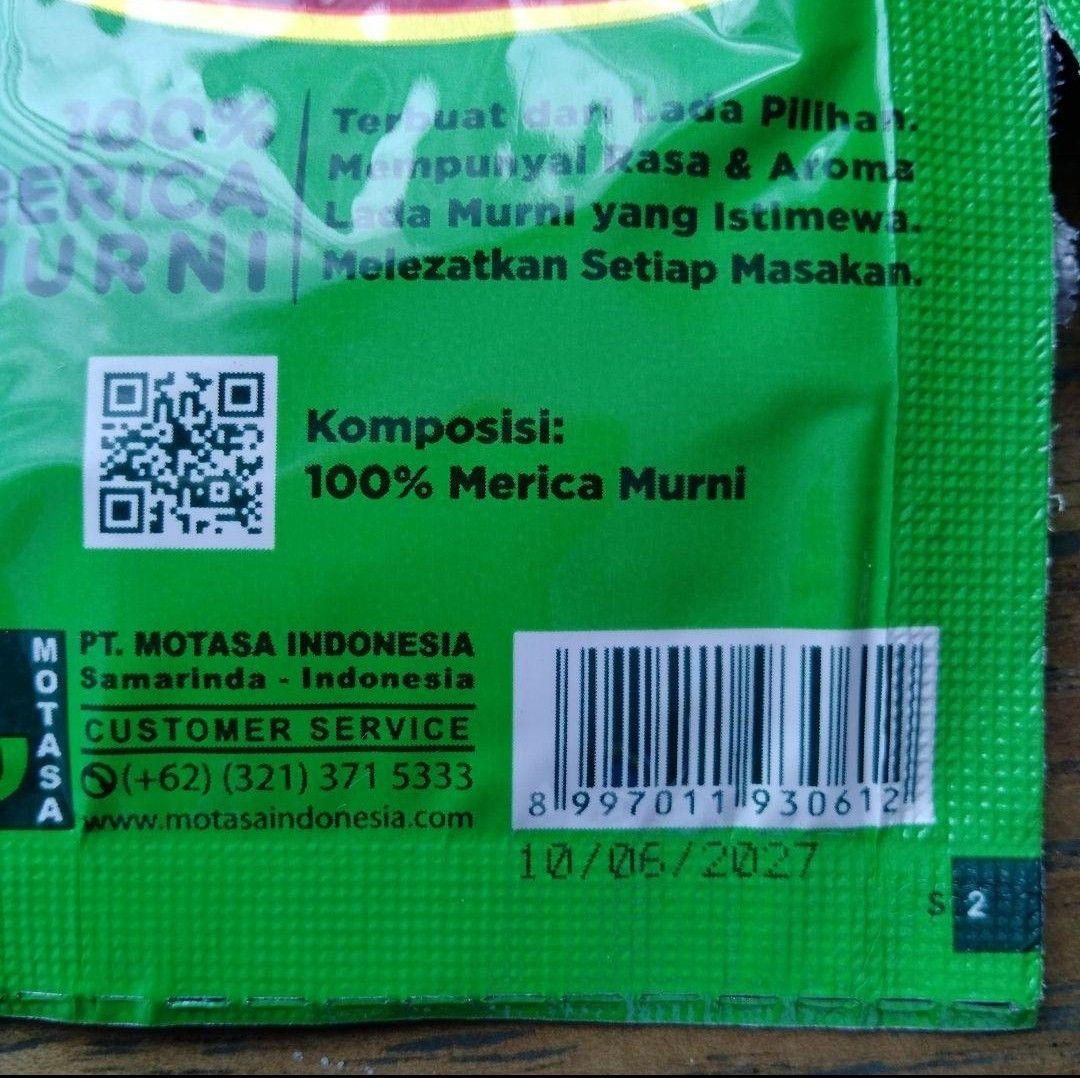 100%
MERICA
MURNI
Terbuat dari Lada Pilihan.
Mempunyai Rasa & Aroma
Lada Murni yang Istimewa.
Melezatkan Setiap Masakan.
Komposisi:
100% Merica Murni
MOTASA
PT. MOTASA INDONESIA
Samarinda - Indonesia
CUSTOMER SERVICE
(+62) (321) 371 5333
www.motasaindonesia.com
8 997011 930612
10/06/2027
S 2